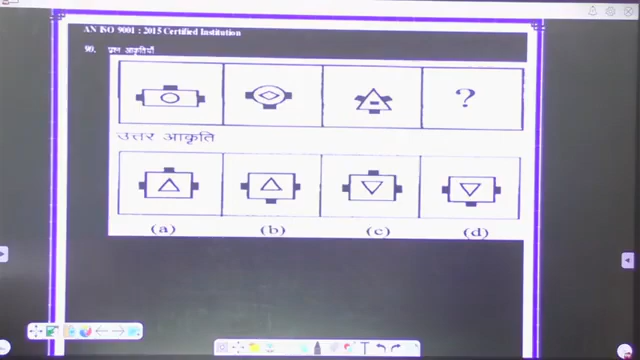 AN ISO 9001 : 2015 Certified Institution
90. प्रश्न आकृतियाँ
?
उत्तर आकृति
(a) (b) (c) (d)